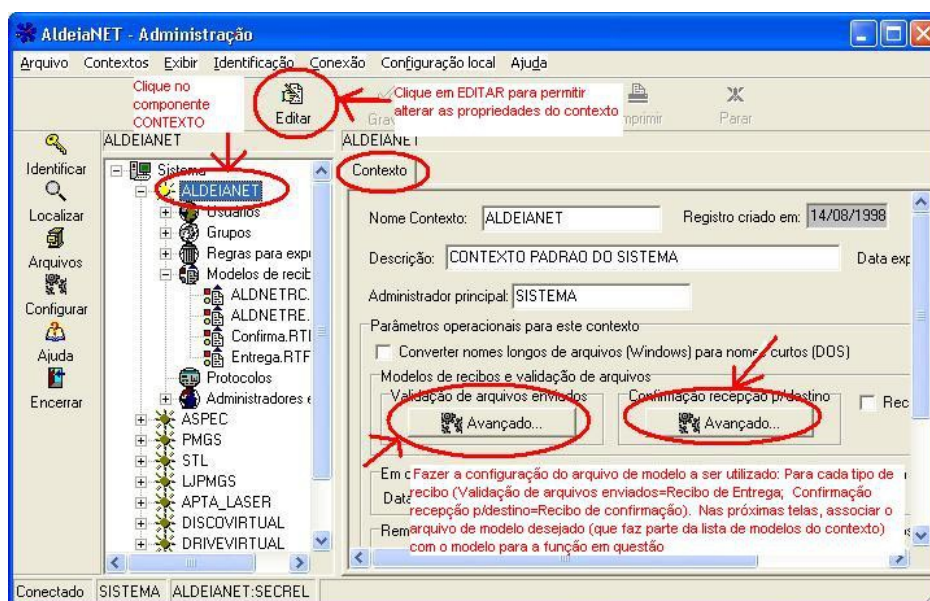 AldeiaNET - Administração
Arquivo Contextos Exibir Identificação Conexão Configuração local Ajuda
Clique no
componente
CONTEXTO
Editar
Clique em EDITAR para permitir
alterar as propriedades do contexto
Parar
ALDEIANET
ALDEIANET
Identificar
Localizar
Arquivos
Configurar
Ajuda
Encerrar
Sistema
ALDEIANET
Usuários
Grupos
Regras para expi
Modelos de recib
ALDNETRC.
ALDNETRE.
Confirma.RTI
Entrega.RTF
Protocolos
Administradores e
ASPEC
PMGS
STL
LJPMGS
APTA_LASER
DISCOVIRTUAL
DRIVEVIRTUAL
Contexto
Nome Contexto: ALDEIANET Registro criado em: 14/08/1998
Descrição: CONTEXTO PADRAO DO SISTEMA Data exp
Administrador principal: SISTEMA
Parâmetros operacionais para este contexto
Converter nomes longos de arquivos (Windows) para nomes curtos (DOS)
Modelos de recibos e validação de arquivos
Validação de arquivos enviados Confirmação recepção p/destino Rec
Avançado... Avançado...
Em c
Data
Rem
Fazer a configuração do arquivo de modelo a ser utilizado: Para cada tipo de
recibo (Validação de arquivos enviados=Recibo de Entrega; Confirmação
recepção p/destino=Recibo de confirmação). Nas próximas telas, associar o
arquivo de modelo desejado (que faz parte da lista de modelos do contexto)
com o modelo para a função em questão
Conectado SISTEMA ALDEIANET:SECREL